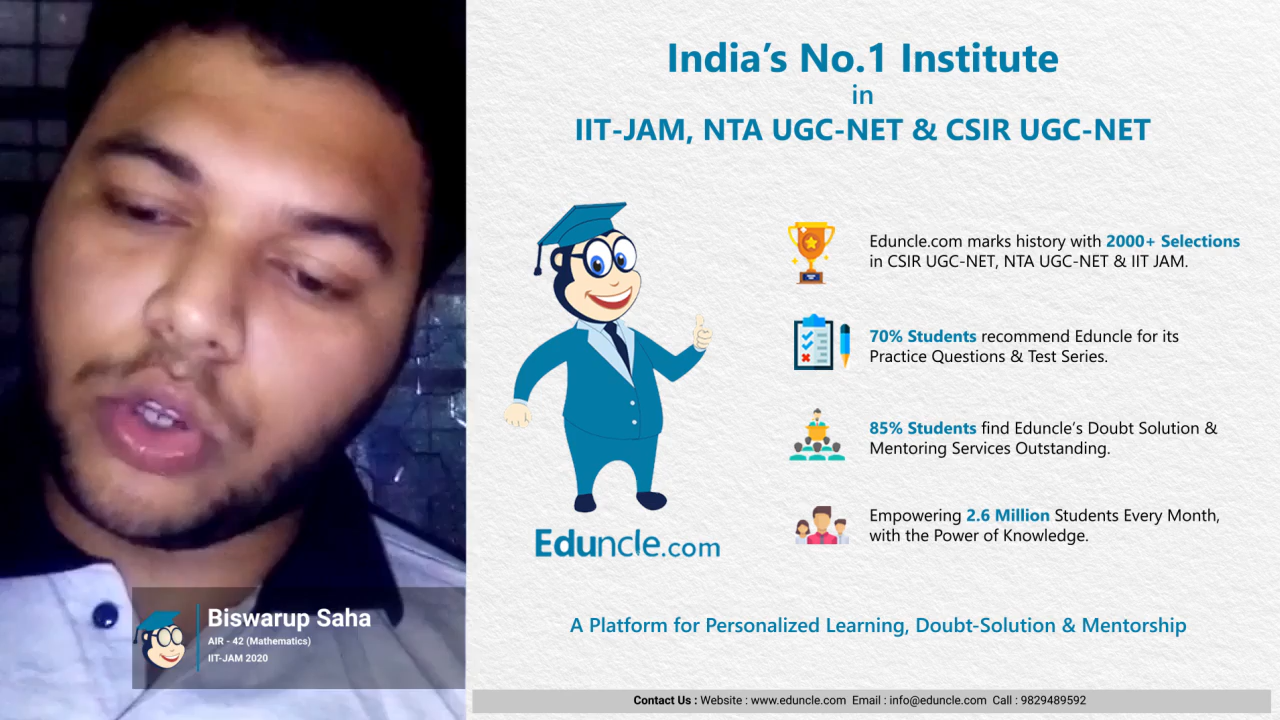 India's No.1 Institute
in
IIT-JAM, NTA UGC-NET & CSIR UGC-NET
Eduncle.com marks history with 2000+ Selections
in CSIR UGC-NET, NTA UGC-NET & IIT JAM.
70% Students recommend Eduncle for its
Practice Questions & Test Series.
85% Students find Eduncle's Doubt Solution &
Mentoring Services Outstanding.
Empowering 2.6 Million Students Every Month,
with the Power of Knowledge.
Eduncle.com
A Platform for Personalized Learning, Doubt-Solution & Mentorship
Biswarup Saha
AIR - 42 (Mathematics)
IIT-JAM 2020
Contact Us : Website : www.eduncle.com Email : info@eduncle.com Call : 9829489592